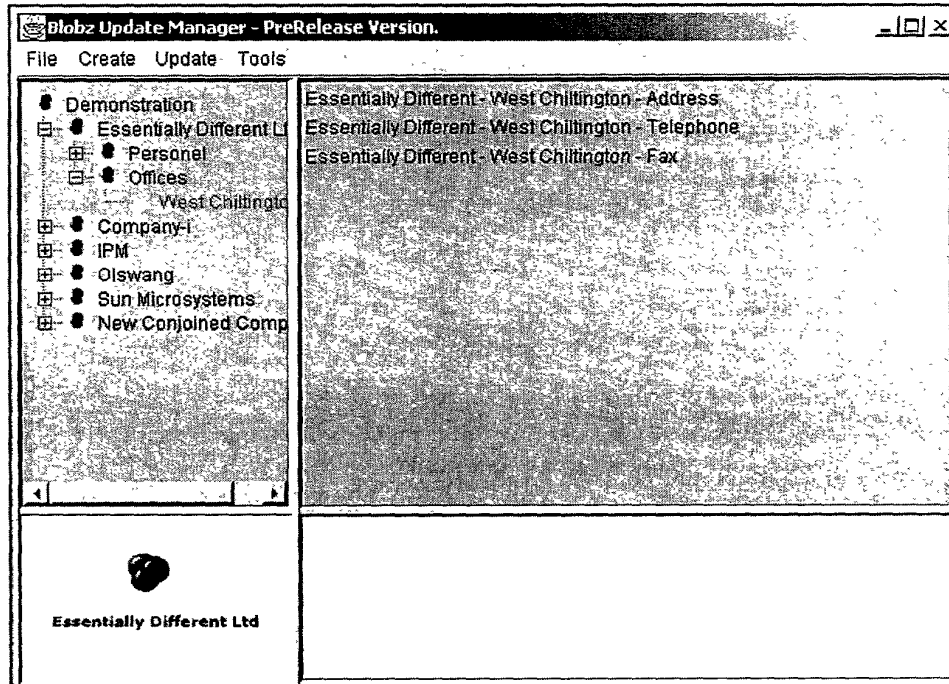 Blobz Update Manager - PreRelease Version.
File Create Update Tools
Demonstration
Essentially Different Lt
Personel
Offices
West Chiltingto
Company-i
IPM
Olswang
Sun Microsystems
New Conjoined Comp
Essentially Different - West Chiltington - Address
Essentially Different - West Chiltington - Telephone
Essentially Different - West Chiltington - Fax
Essentially Different Ltd